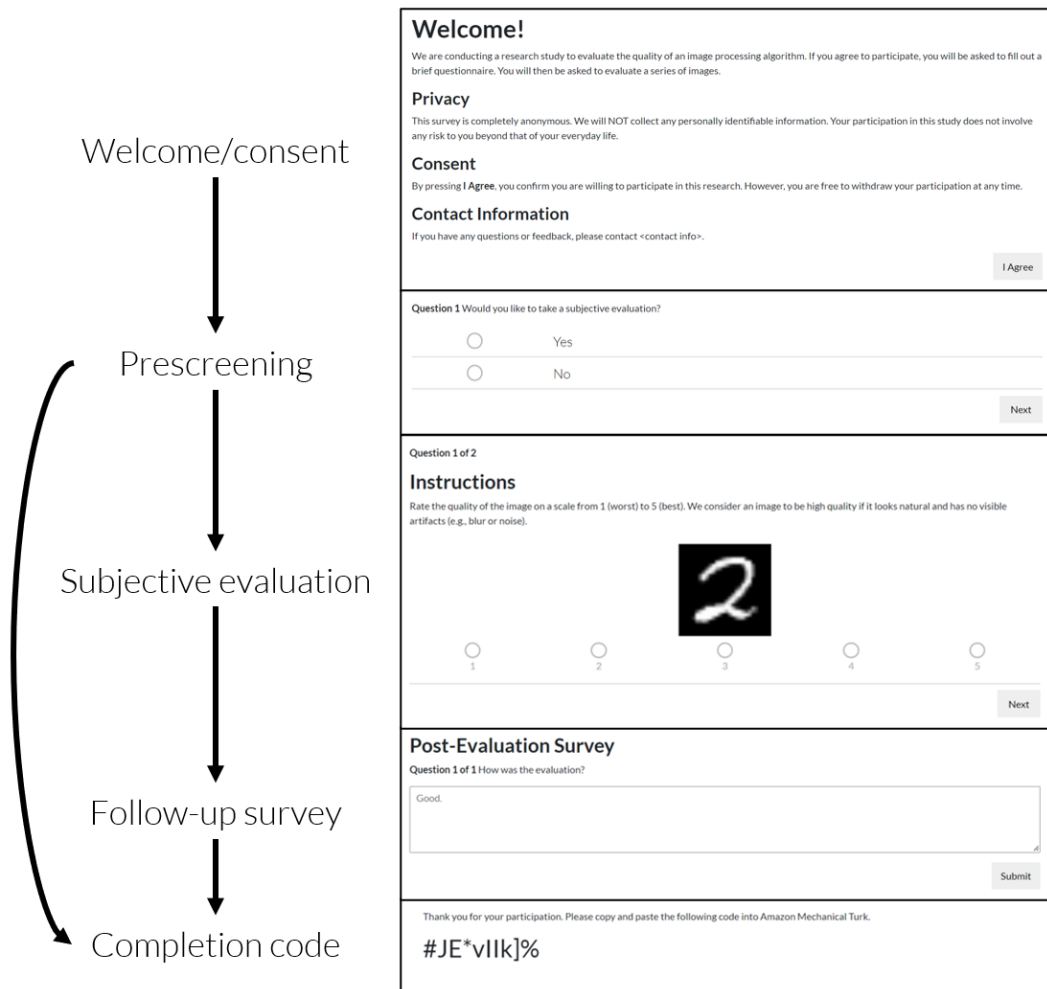 Welcome/consent
Prescreening
Subjective evaluation
Follow-up survey
Completion code
Welcome!
We are conducting a research study to evaluate the quality of an image processing algorithm. If you agree to participate, you will be asked to fill out a
brief questionnaire. You will then be asked to evaluate a series of images.
Privacy
This survey is completely anonymous. We will NOT collect any personally identifiable information. Your participation in this study does not involve
any risk to you beyond that of your everyday life.
Consent
By pressing I Agree, you confirm you are willing to participate in this research. However, you are free to withdraw your participation at any time.
Contact Information
If you have any questions or feedback, please contact <contact info>.
I Agree
Question 1 Would you like to take a subjective evaluation?
Yes
No
Next
Question 1 of 2
Instructions
Rate the quality of the image on a scale from 1 (worst) to 5 (best). We consider an image to be high quality if it looks natural and has no visible
artifacts (e.g., blur or noise).
2
1 2 3 4 5
Next
Post-Evaluation Survey
Question 1 of 1 How was the evaluation?
Good.
Submit
Thank you for your participation. Please copy and paste the following code into Amazon Mechanical Turk.
#JE*vIIk]%